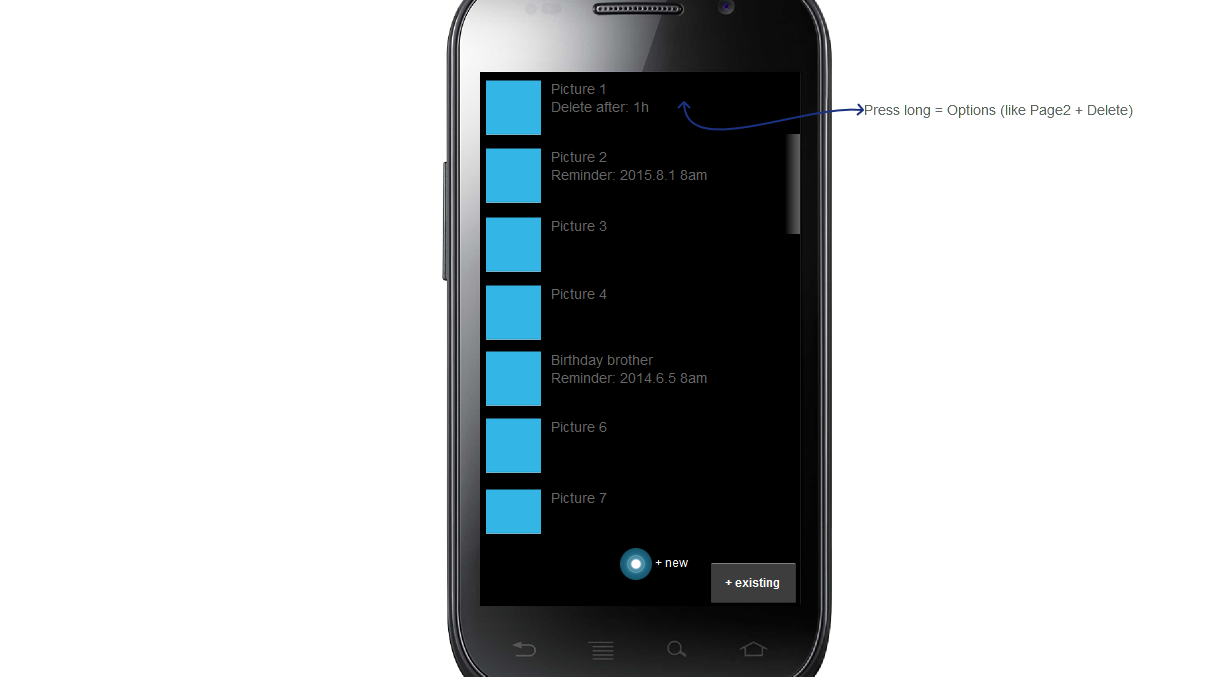 Picture 1
Delete after: 1h
Press long = Options (like Page2 + Delete)
Picture 2
Reminder: 2015.8.1 8am
Picture 3
Picture 4
Birthday brother
Reminder: 2014.6.5 8am
Picture 6
Picture 7
+ new
+ existing